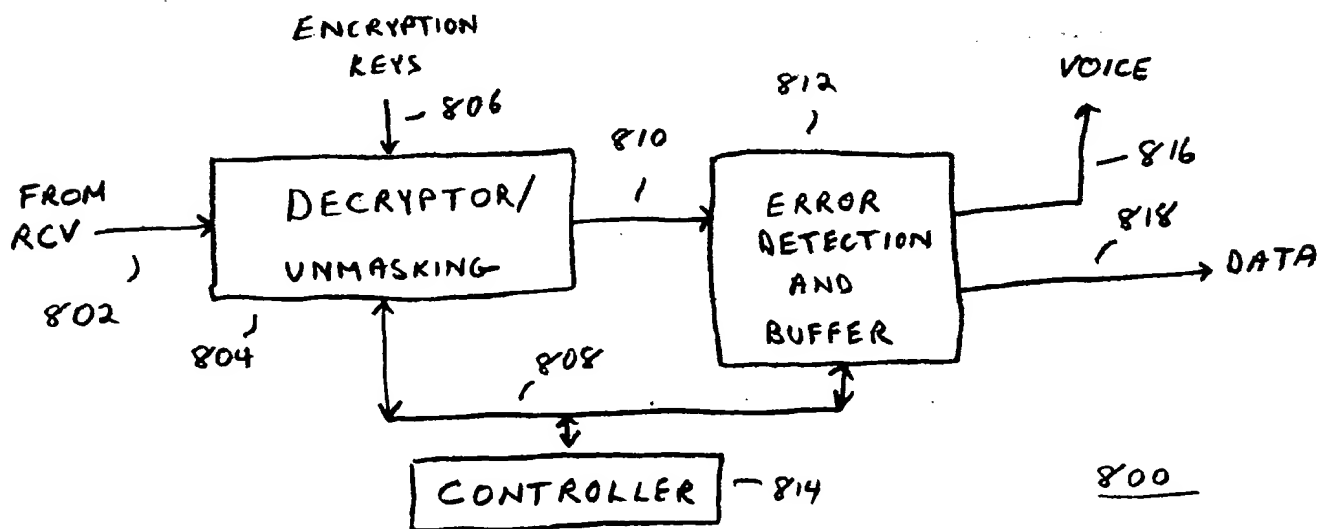 ENCRYPTION
KEYS
806
812
VOICE
816
810
FROM
RCV
802
DECRYPTOR/
UNMASKING
804
ERROR
DETECTION
AND
BUFFER
818
DATA
808
CONTROLLER
814
800